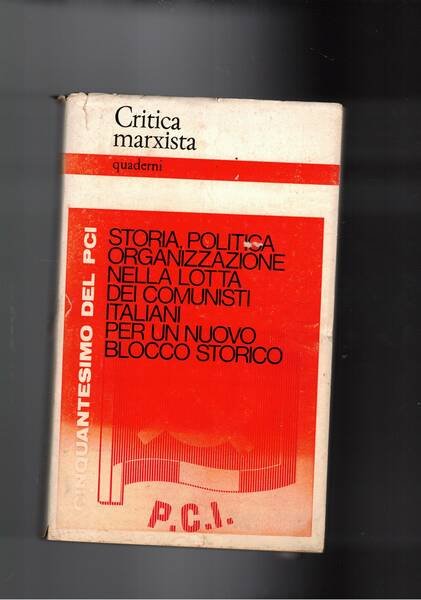 Critica
marxista
quaderni
CINQUANTESIMO DEL PCI
STORIA, POLITICA
ORGANIZZAZIONE
NELLA LOTTA
DEI COMUNISTI
ITALIANI
PER UN NUOVO
BLOCCO STORICO
P.C.I.